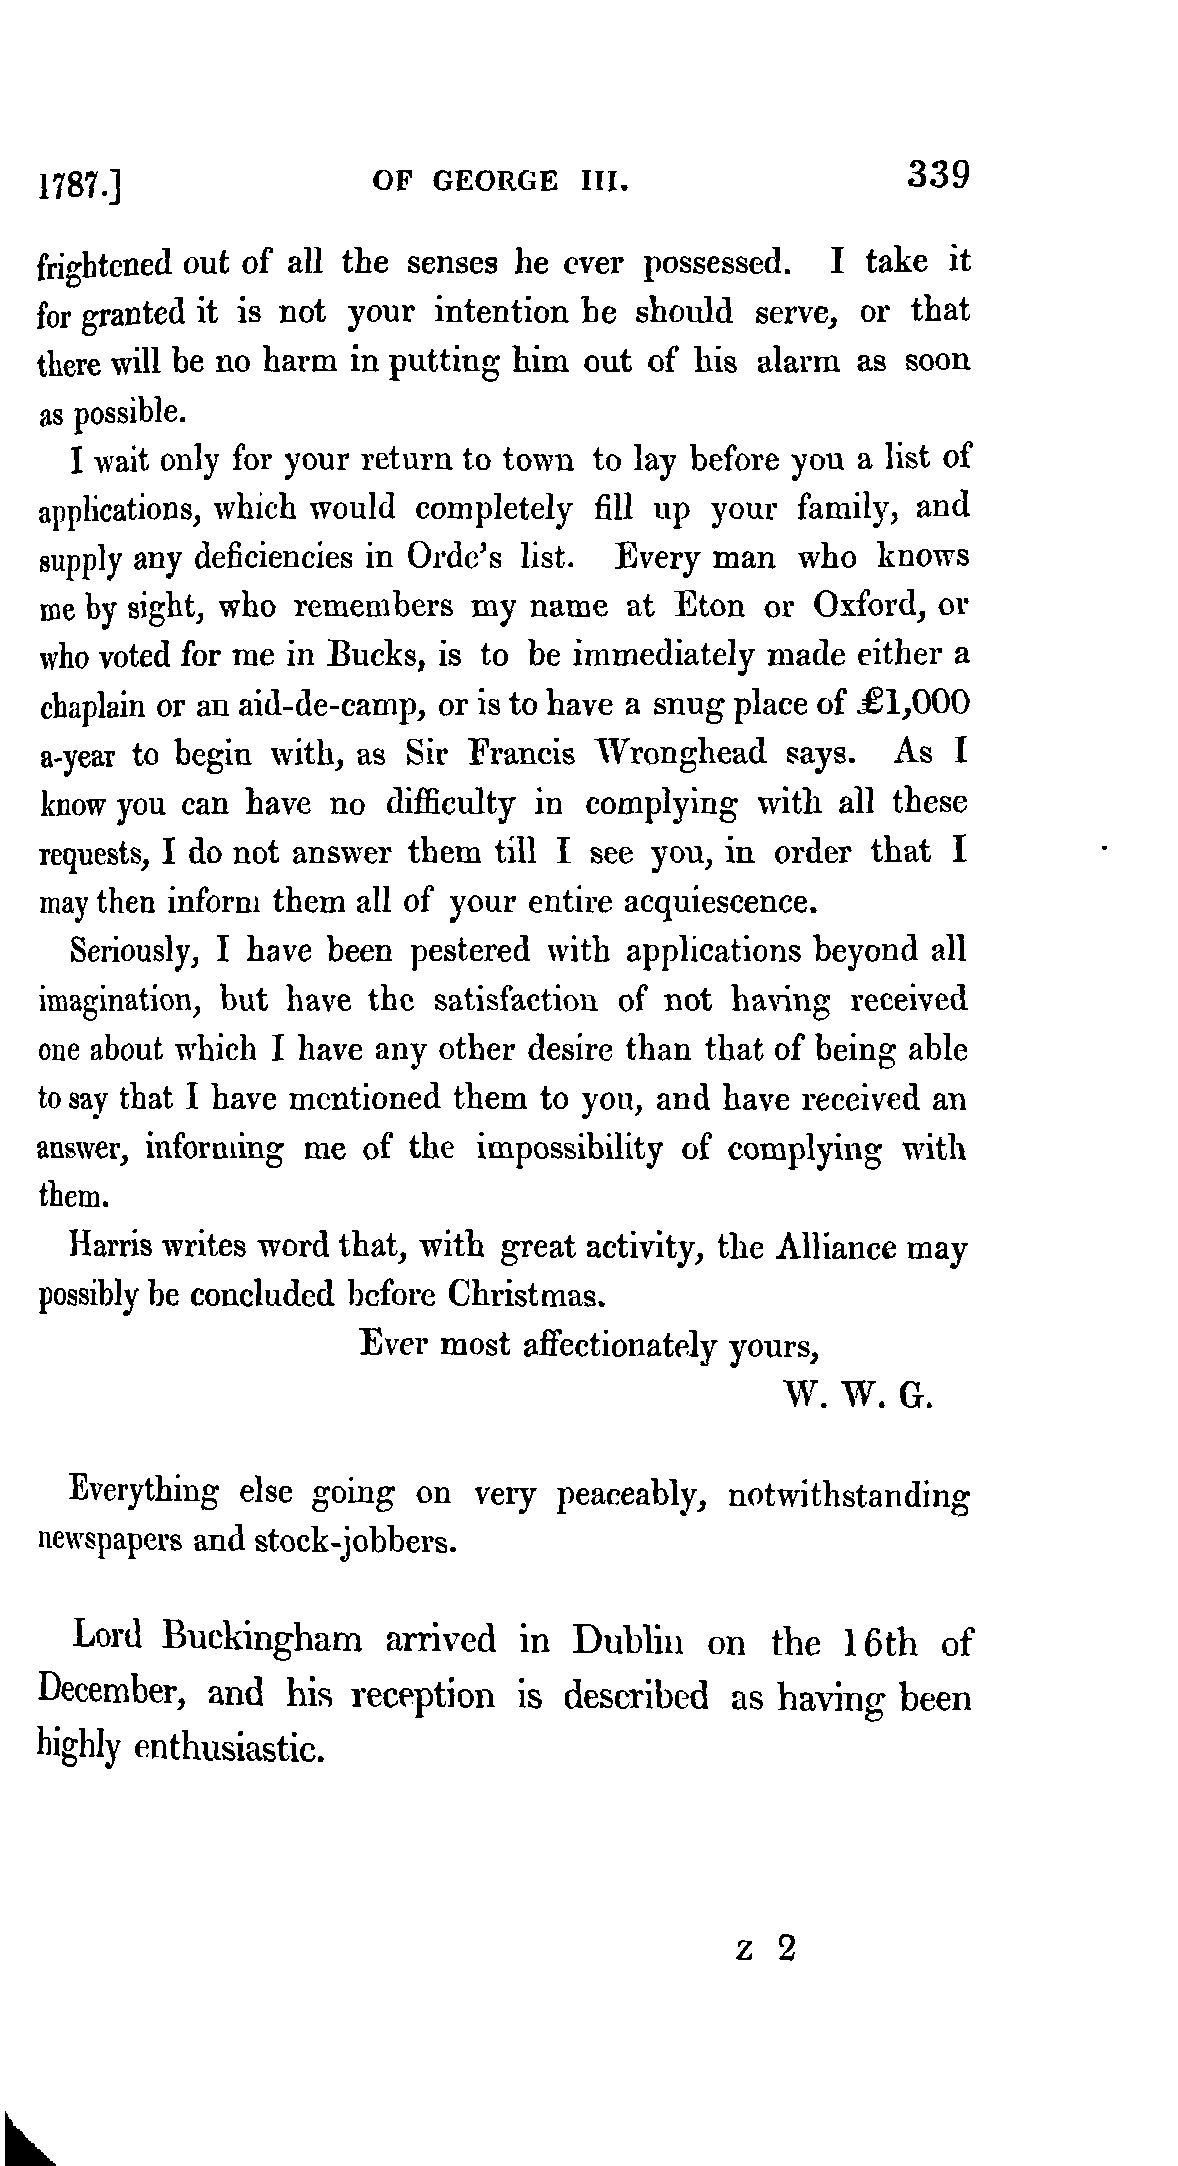 1787.] OF GEORGE III. 339
frightened out of all the senses he ever possessed. I take it
for granted it is not your intention he should serve, or that
there will be no harm in putting him out of his alarm as soon
as possible.
I wait only for your return to town to lay before you a list of
applications, which would completely fill up your family, and
supply any deficiencies in Orde's list. Every man who knows
me by sight, who remembers my name at Eton or Oxford, or
who voted for me in Bucks, is to be immediately made either a
chaplain or an aid-de-camp, or is to have a snug place of £1,000
a-year to begin with, as Sir Francis Wronghead says. As I
know you can have no difficulty in complying with all these
requests, I do not answer them till I see you, in order that I
may then inform them all of your entire acquiescence.
Seriously, I have been pestered with applications beyond all
imagination, but have the satisfaction of not having received
one about which I have any other desire than that of being able
to say that I have mentioned them to you, and have received an
answer, informing me of the impossibility of complying with
them.
Harris writes word that, with great activity, the Alliance may
possibly be concluded before Christmas.
Ever most affectionately yours,
W. W. G.
Everything else going on very peaceably, notwithstanding
newspapers and stock-jobbers.
Lord Buckingham arrived in Dublin on the 16th of
December, and his reception is described as having been
highly enthusiastic.
Z 2